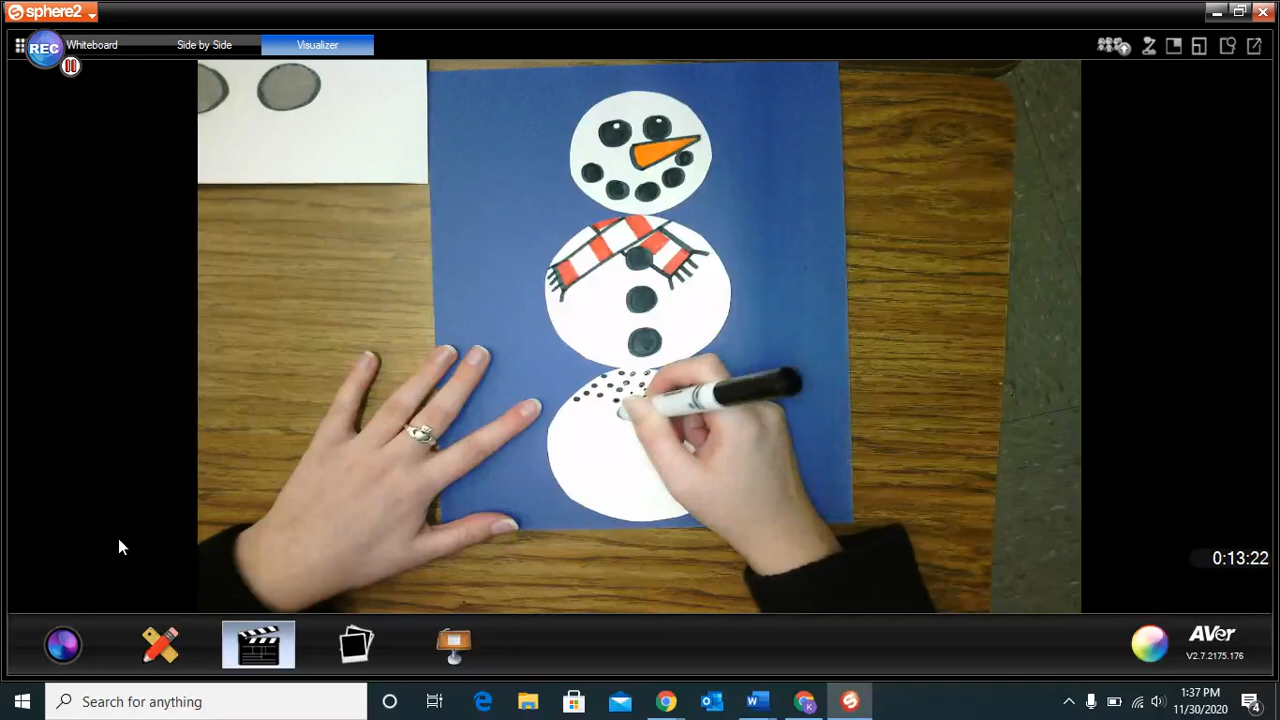 sphere2
REC
Whiteboard
Side by Side
Visualizer
0:13:22
AVer
V2.7.2175.176
Search for anything
1:37 PM
11/30/2020
4